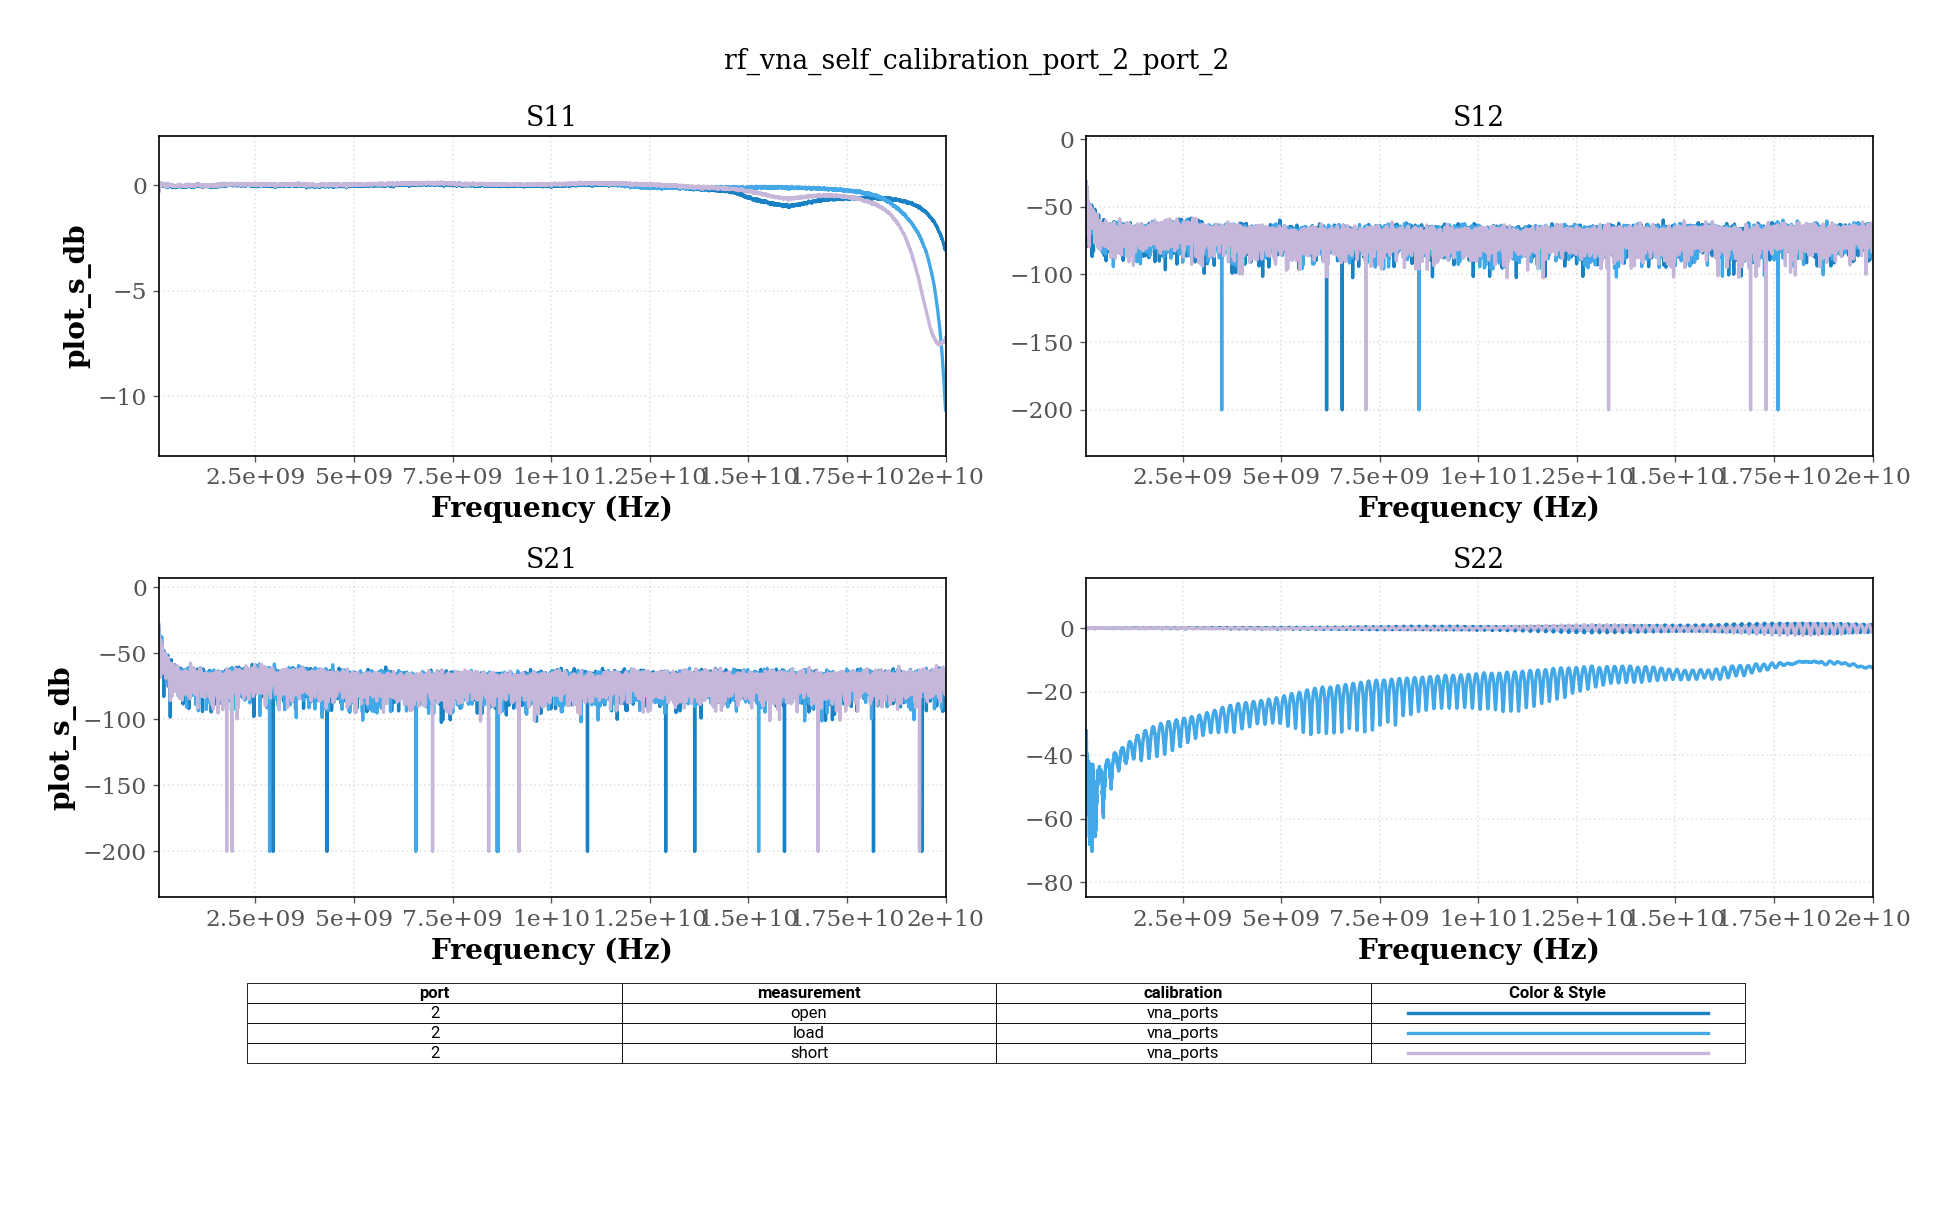 rf_vna_self_calibration_port_2_port_2
S11
plot_s_db
0
−5
−10
2.5e+09 5e+09 7.5e+09 1e+10 1.25e+10 1.5e+10 1.75e+10 2e+10
Frequency (Hz)
S12
0
−50
−100
−150
−200
2.5e+09 5e+09 7.5e+09 1e+10 1.25e+10 1.5e+10 1.75e+10 2e+10
Frequency (Hz)
S21
plot_s_db
0
−50
−100
−150
−200
2.5e+09 5e+09 7.5e+09 1e+10 1.25e+10 1.5e+10 1.75e+10 2e+10
Frequency (Hz)
S22
0
−20
−40
−60
−80
2.5e+09 5e+09 7.5e+09 1e+10 1.25e+10 1.5e+10 1.75e+10 2e+10
Frequency (Hz)
port measurement calibration Color & Style
2 open vna_ports
2 load vna_ports
2 short vna_ports